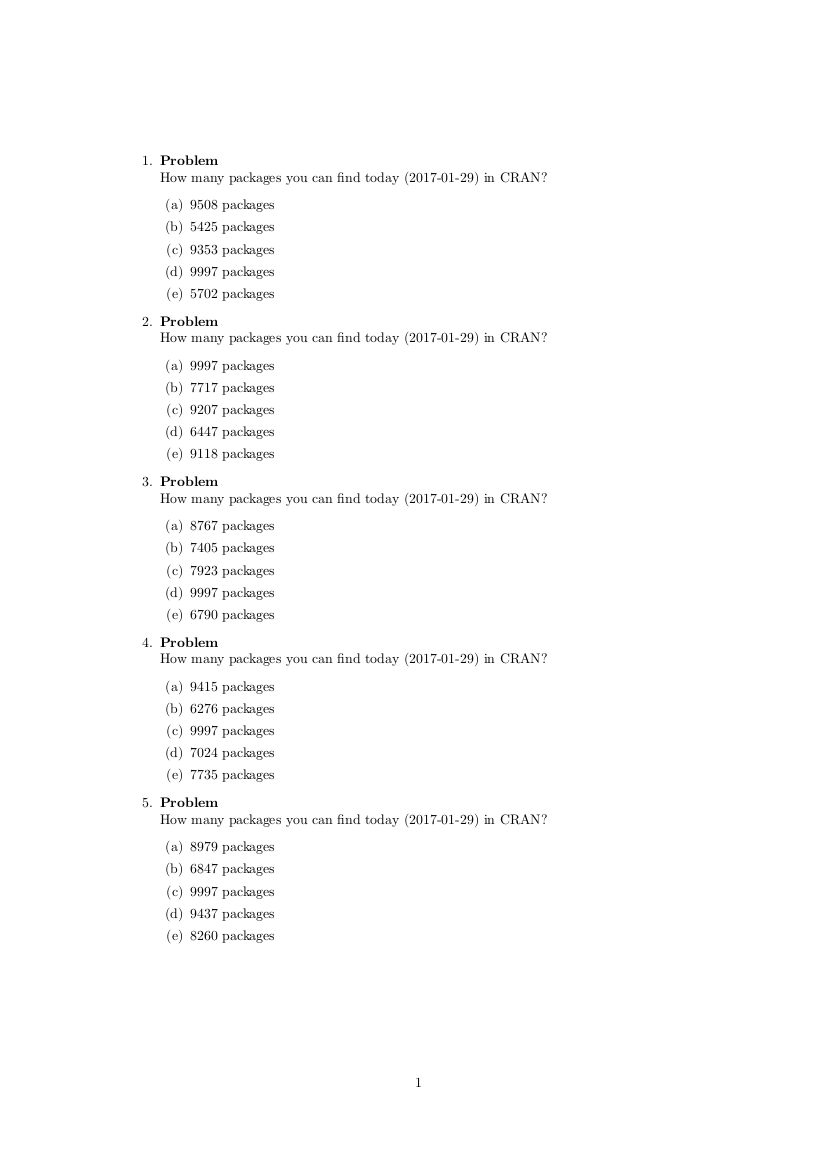 1. Problem
How many packages you can find today (2017-01-29) in CRAN?
(a) 9508 packages
(b) 5425 packages
(c) 9353 packages
(d) 9997 packages
(e) 5702 packages
2. Problem
How many packages you can find today (2017-01-29) in CRAN?
(a) 9997 packages
(b) 7717 packages
(c) 9207 packages
(d) 6447 packages
(e) 9118 packages
3. Problem
How many packages you can find today (2017-01-29) in CRAN?
(a) 8767 packages
(b) 7405 packages
(c) 7923 packages
(d) 9997 packages
(e) 6790 packages
4. Problem
How many packages you can find today (2017-01-29) in CRAN?
(a) 9415 packages
(b) 6276 packages
(c) 9997 packages
(d) 7024 packages
(e) 7735 packages
5. Problem
How many packages you can find today (2017-01-29) in CRAN?
(a) 8979 packages
(b) 6847 packages
(c) 9997 packages
(d) 9437 packages
(e) 8260 packages
1